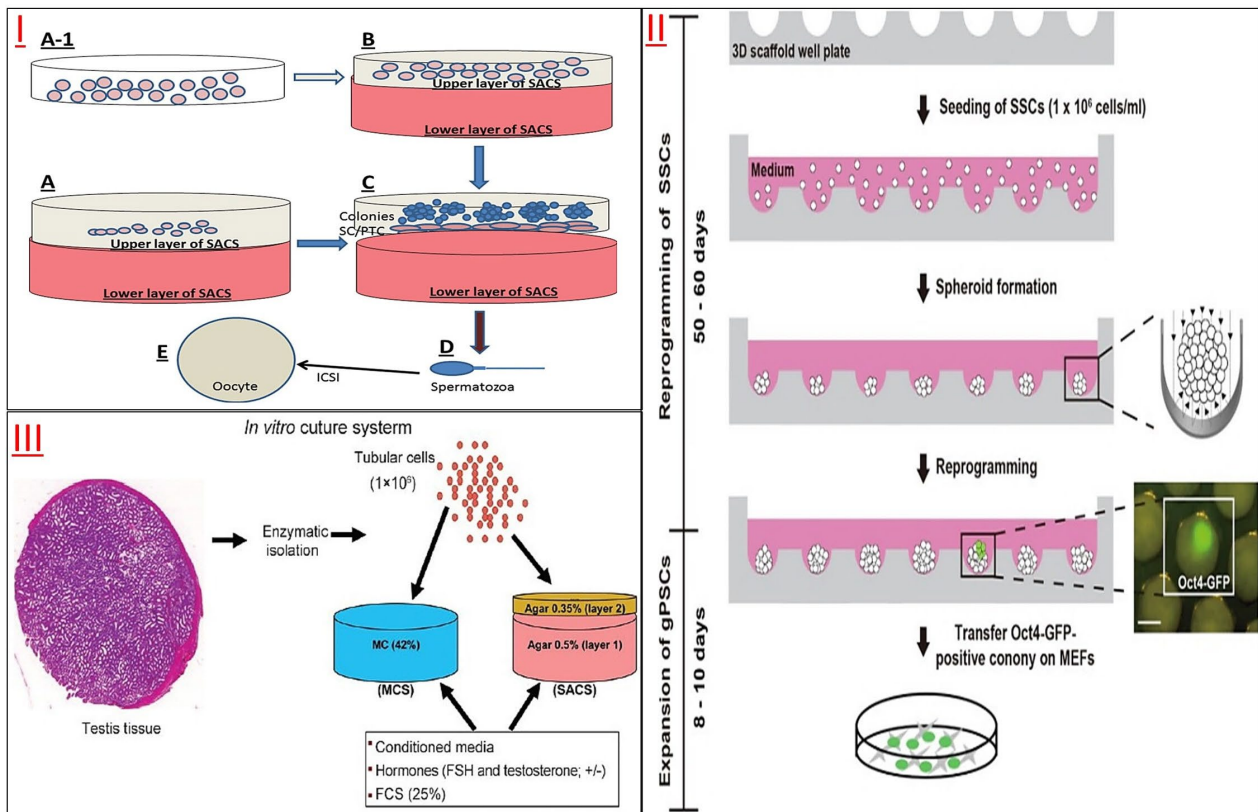 I
A-1
B
Upper layer of SACS
Lower layer of SACS
A
Upper layer of SACS
Lower layer of SACS
C
Colonies
SC/PTC
Lower layer of SACS
E
Oocyte
ICSI
D
Spermatozoa
III
In vitro cuture systerm
Tubular cells
(1×10⁶)
Enzymatic
isolation
Testis tissue
MC (42%)
(MCS)
Agar 0.35% (layer 2)
Agar 0.5% (layer 1)
(SACS)
▪ Conditioned media
▪ Hormones (FSH and testosterone; +/-)
▪ FCS (25%)
II
Reprogramming of SSCs
50 - 60 days
Expansion of gPSCs
8 - 10 days
3D scaffold well plate
Seeding of SSCs (1 x 10⁶ cells/ml)
Medium
Spheroid formation
Reprogramming
Oct4-GFP
Transfer Oct4-GFP-
positive conony on MEFs